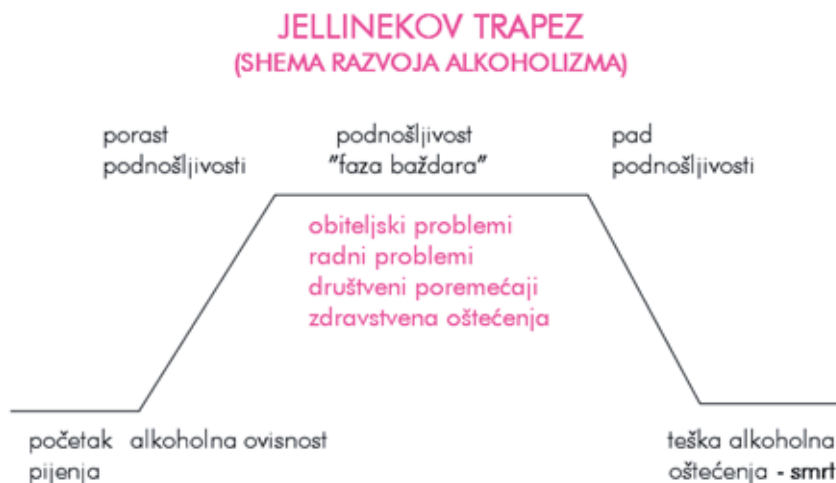 JELLINEKOV TRAPEZ
(SHEMA RAZVOJA ALKOHOLIZMA)
porast
podnošljivosti
podnošljivost
"faza baždara"
pad
podnošljivosti
obiteljski problemi
radni problemi
društveni poremećaji
zdravstvena oštećenja
početak
pijenja
alkoholna ovisnost
teška alkoholna
oštećenja - smrt